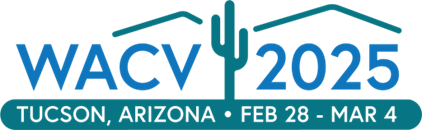 WACV 2025
TUCSON, ARIZONA • FEB 28 - MAR 4